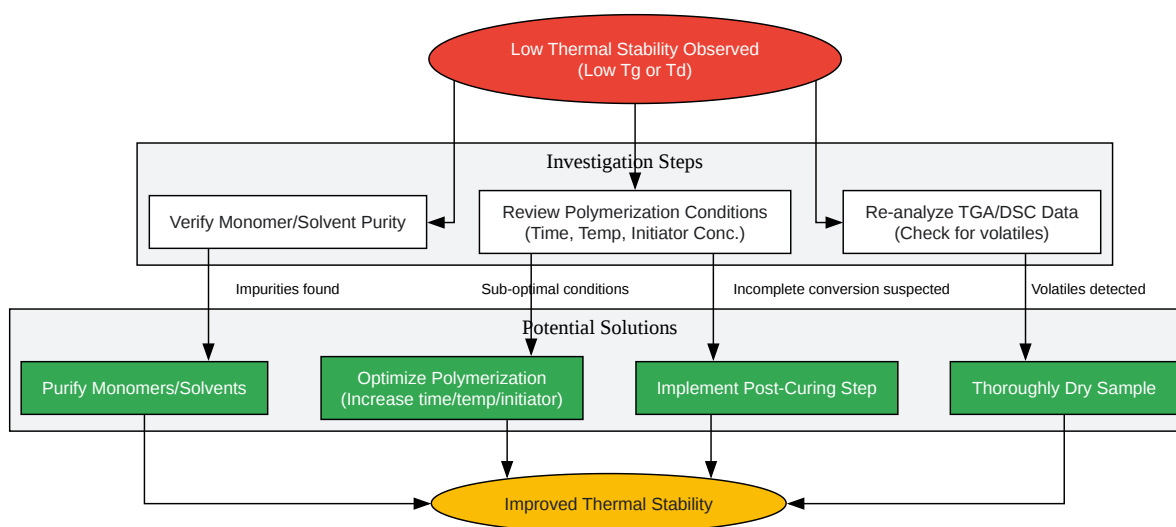 Low Thermal Stability Observed
(Low Tg or Td)
Investigation Steps
Verify Monomer/Solvent Purity
Review Polymerization Conditions
(Time, Temp, Initiator Conc.)
Re-analyze TGA/DSC Data
(Check for volatiles)
Impurities found
Sub-optimal conditions
Incomplete conversion suspected
Volatiles detected
Potential Solutions
Purify Monomers/Solvents
Optimize Polymerization
(Increase time/temp/initiator)
Implement Post-Curing Step
Thoroughly Dry Sample
Improved Thermal Stability